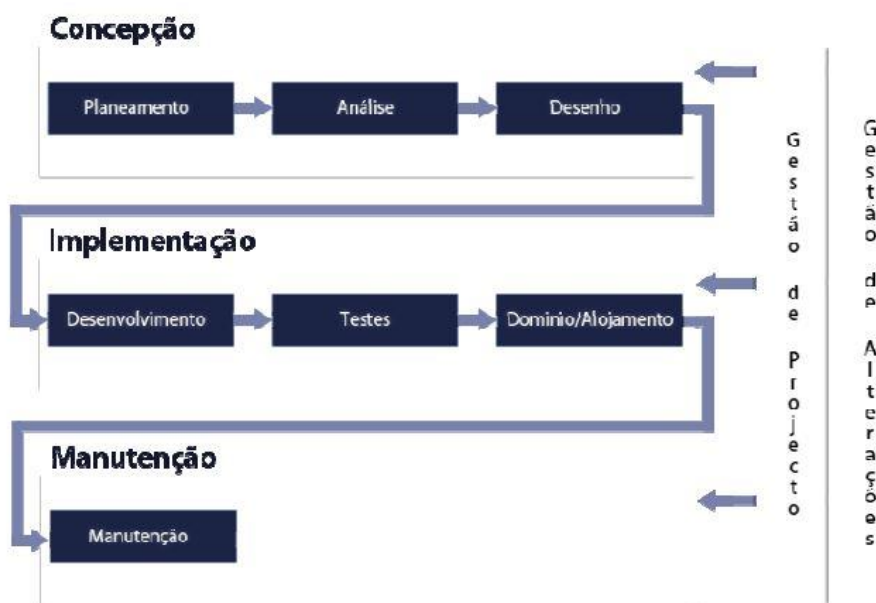 Concepção
Planeamento
Análise
Desenho
Implementação
Desenvolvimento
Testes
Dominio/Alojamento
Manutenção
Manutenção
Gestão de Projecto
Gestão de Alterações